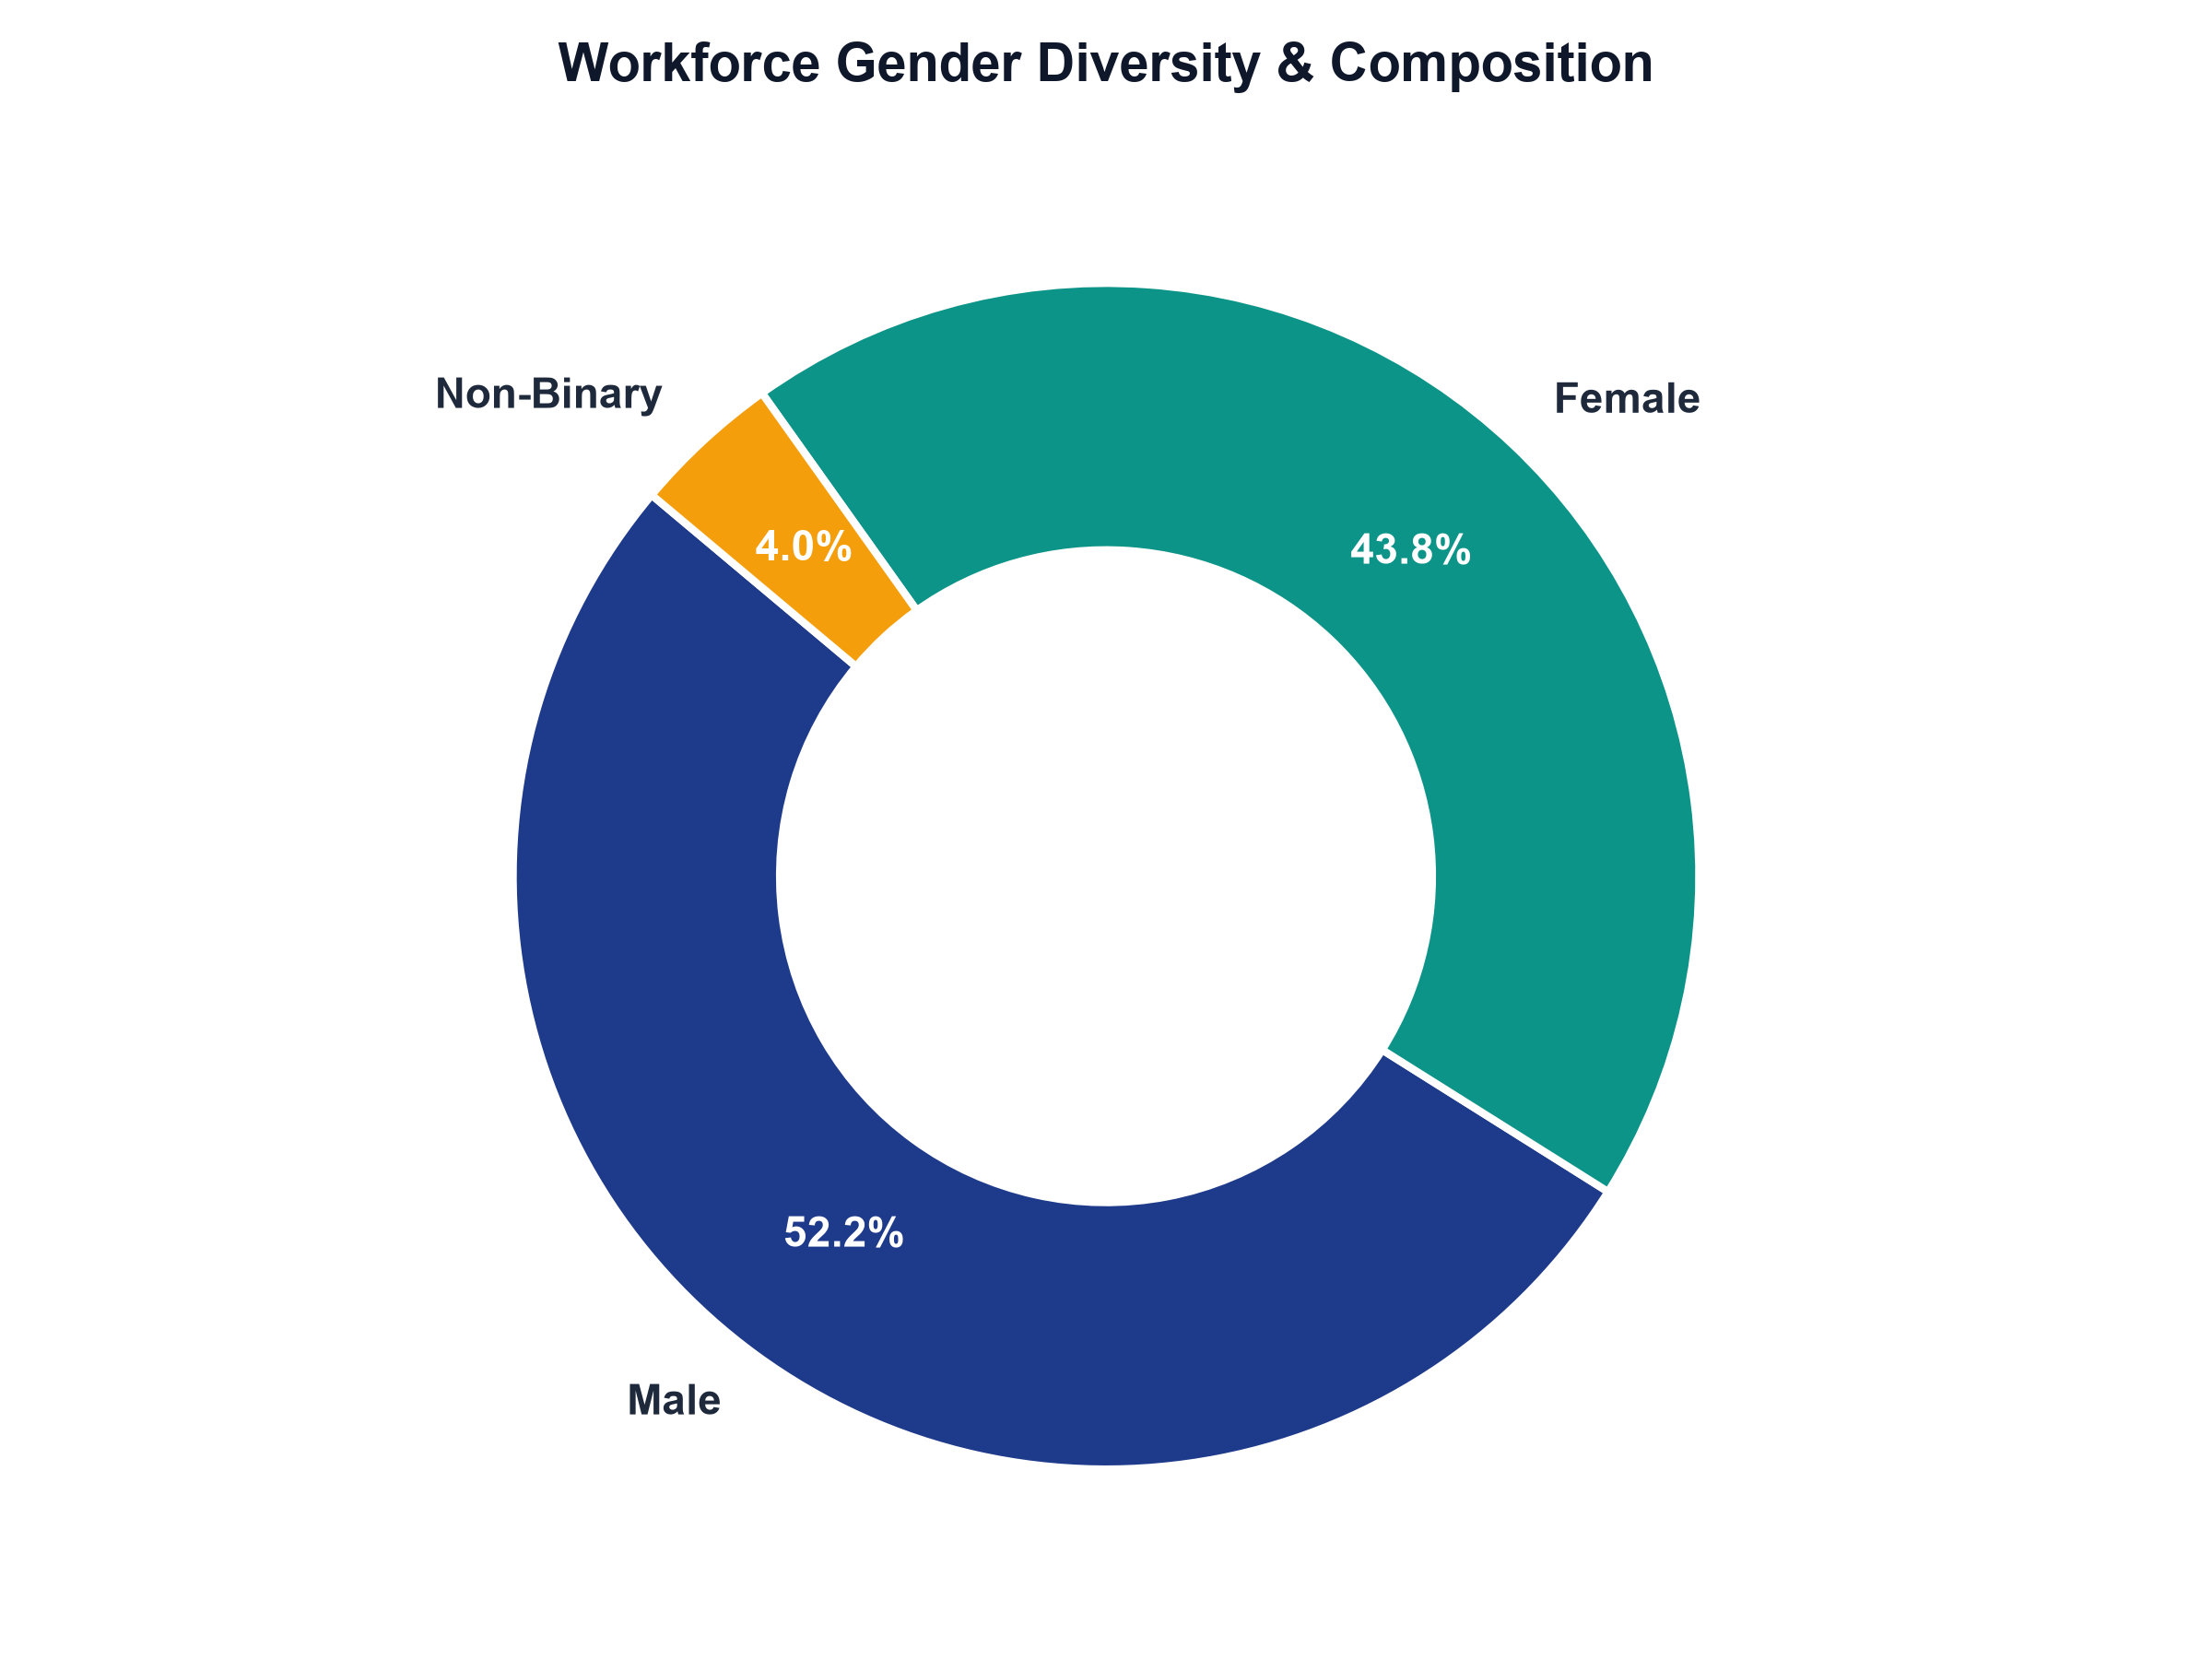 Workforce Gender Diversity & Composition
Non-Binary
Female
4.0%
43.8%
52.2%
Male